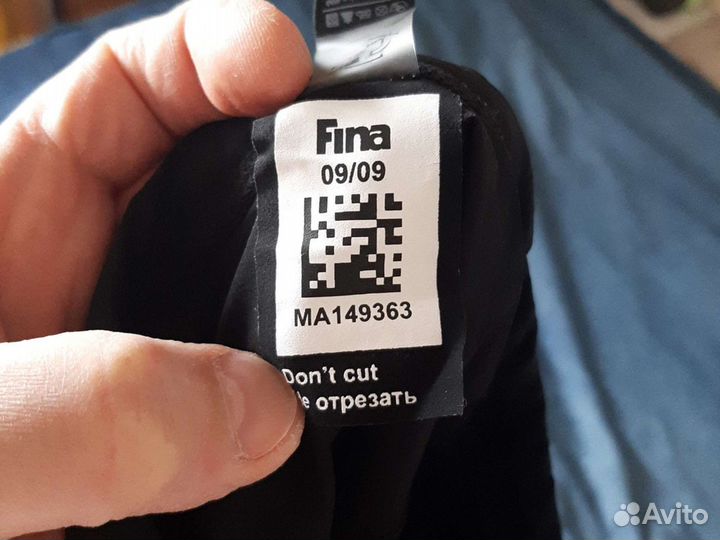 Fina
09/09
MA149363
Don't cut
отрезать
Avito